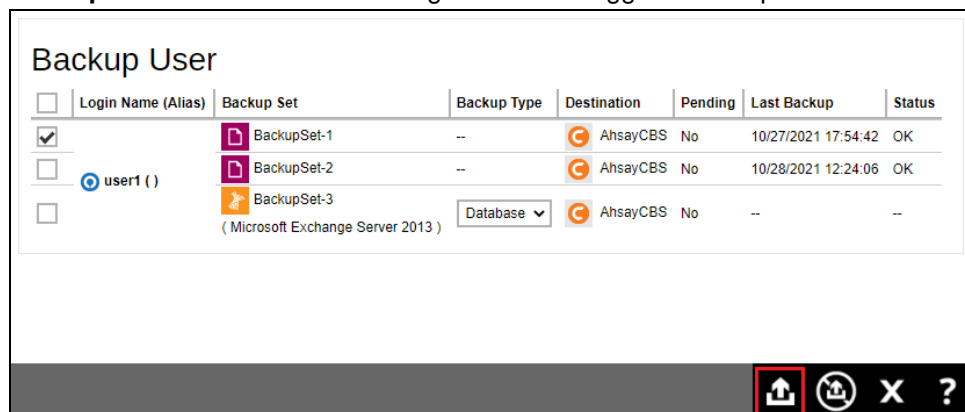 Backup User
Login Name (Alias) Backup Set Backup Type Destination Pending Last Backup Status
BackupSet-1 -- AhsayCBS No 10/27/2021 17:54:42 OK
user1 ( ) BackupSet-2 -- AhsayCBS No 10/28/2021 12:24:06 OK
BackupSet-3
( Microsoft Exchange Server 2013 ) Database AhsayCBS No -- --
X ?